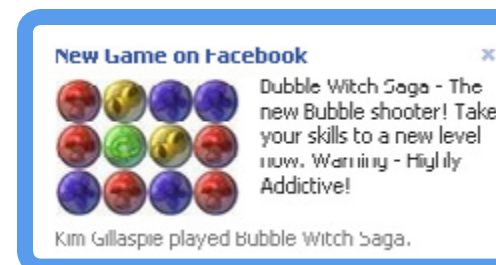 New Game on Facebook
Bubble Witch Saga - The
new Bubble shooter! Take
your skills to a new level
now. Warning - Highly
Addictive!
Kim Gillaspie played Bubble Witch Saga.